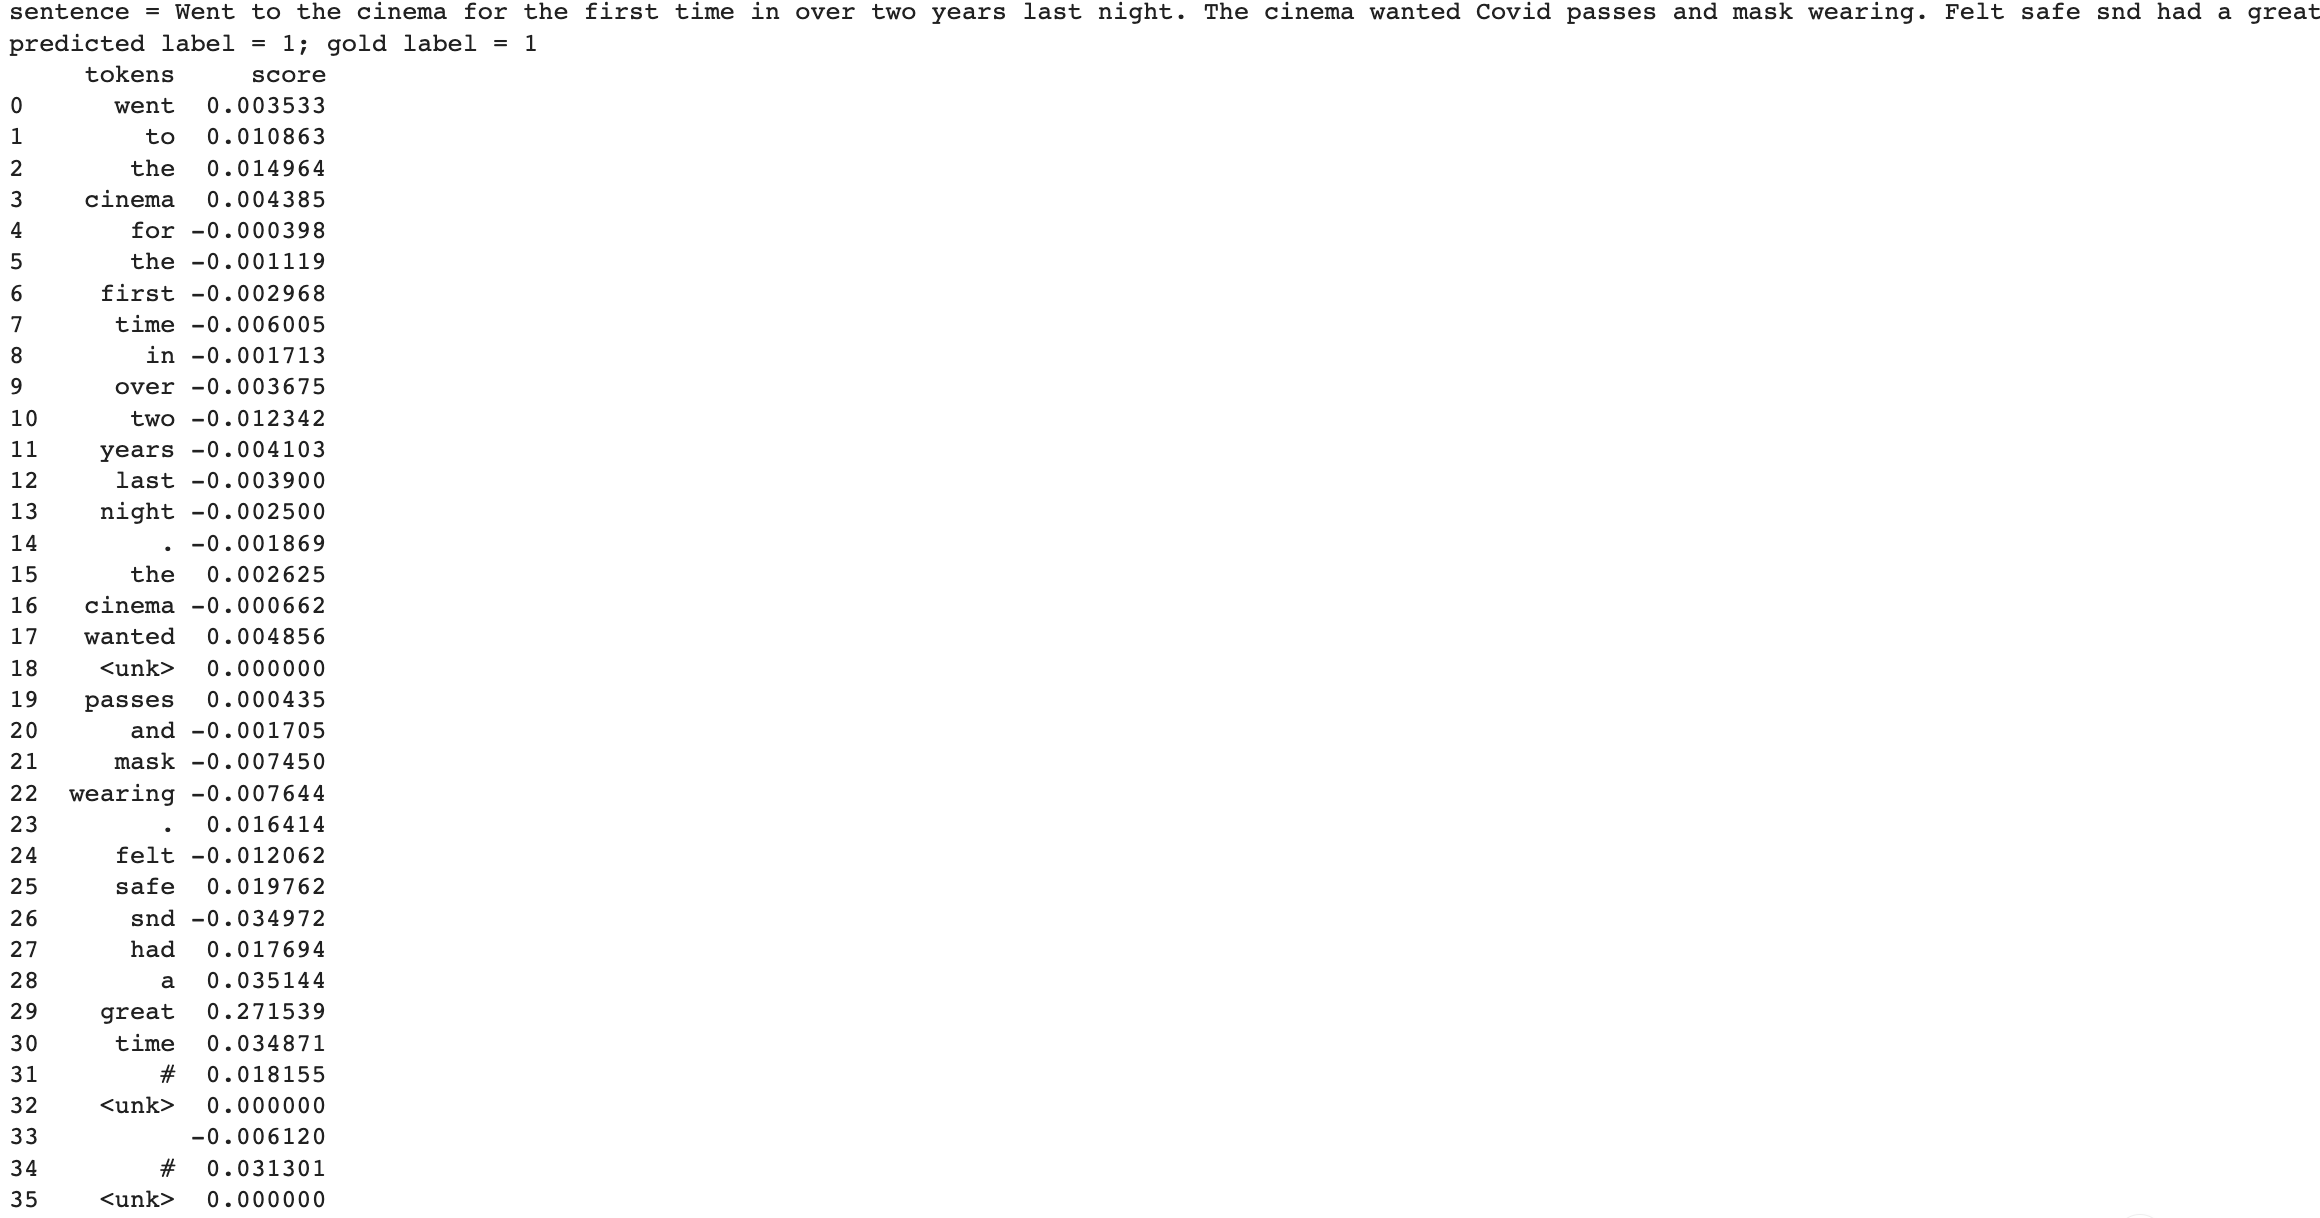 sentence = Went to the cinema for the first time in over two years last night. The cinema wanted Covid passes and mask wearing. Felt safe snd had a great
predicted label = 1; gold label = 1
tokens score
0 went 0.003533
1 to 0.010863
2 the 0.014964
3 cinema 0.004385
4 for -0.000398
5 the -0.001119
6 first -0.002968
7 time -0.006005
8 in -0.001713
9 over -0.003675
10 two -0.012342
11 years -0.004103
12 last -0.003900
13 night -0.002500
14 . -0.001869
15 the 0.002625
16 cinema -0.000662
17 wanted 0.004856
18 <unk> 0.000000
19 passes 0.000435
20 and -0.001705
21 mask -0.007450
22 wearing -0.007644
23 . 0.016414
24 felt -0.012062
25 safe 0.019762
26 snd -0.034972
27 had 0.017694
28 a 0.035144
29 great 0.271539
30 time 0.034871
31 # 0.018155
32 <unk> 0.000000
33 -0.006120
34 # 0.031301
35 <unk> 0.000000